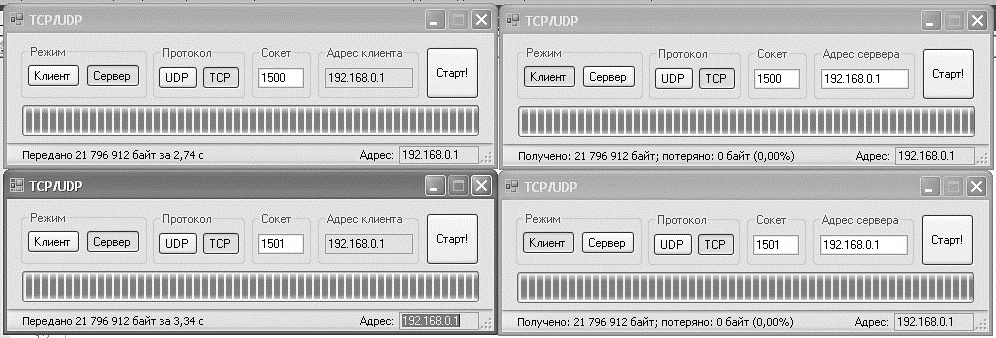 TCP/UDP
Режим Протокол Сокет Адрес клиента
Клиент Сервер UDP TCP 1500 192.168.0.1 Старт!
Передано 21 796 912 байт за 2,74 с Адрес: 192.168.0.1
TCP/UDP
Режим Протокол Сокет Адрес сервера
Клиент Сервер UDP TCP 1500 192.168.0.1 Старт!
Получено: 21 796 912 байт; потеряно: 0 байт (0,00%) Адрес: 192.168.0.1
TCP/UDP
Режим Протокол Сокет Адрес клиента
Клиент Сервер UDP TCP 1501 192.168.0.1 Старт!
Передано 21 796 912 байт за 3,34 с Адрес: 192.168.0.1
TCP/UDP
Режим Протокол Сокет Адрес сервера
Клиент Сервер UDP TCP 1501 192.168.0.1 Старт!
Получено: 21 796 912 байт; потеряно: 0 байт (0,00%) Адрес: 192.168.0.1